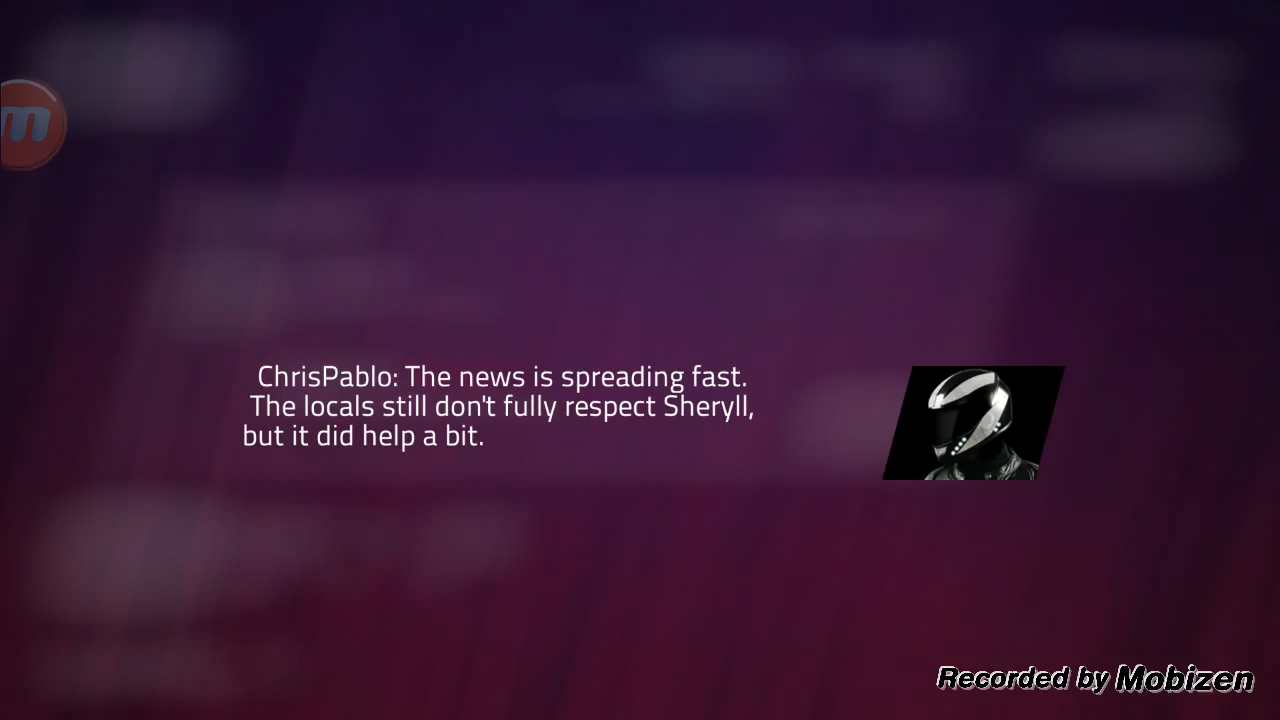 m
ChrisPablo: The news is spreading fast.
The locals still don't fully respect Sheryll,
but it did help a bit.
Recorded by Mobizen